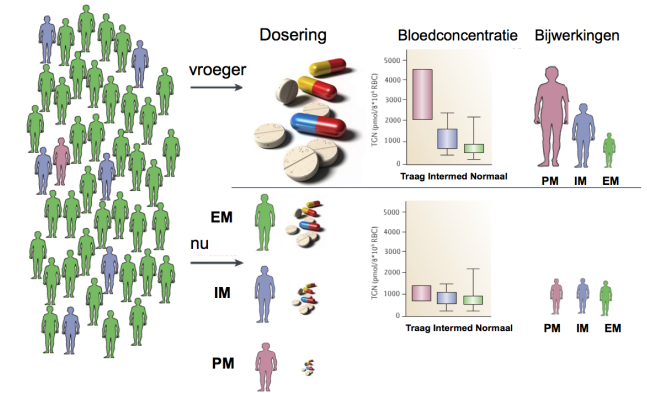 Dosering
Bloedconcentratie
Bijwerkingen
vroeger
TGN (pmol/8*10⁸ RBC)
5000
4000
3000
2000
1000
0
Traag Intermed Normaal
PM IM EM
EM
nu
IM
PM
TGN (pmol/8*10⁸ RBC)
5000
4000
3000
2000
1000
0
Traag Intermed Normaal
PM IM EM